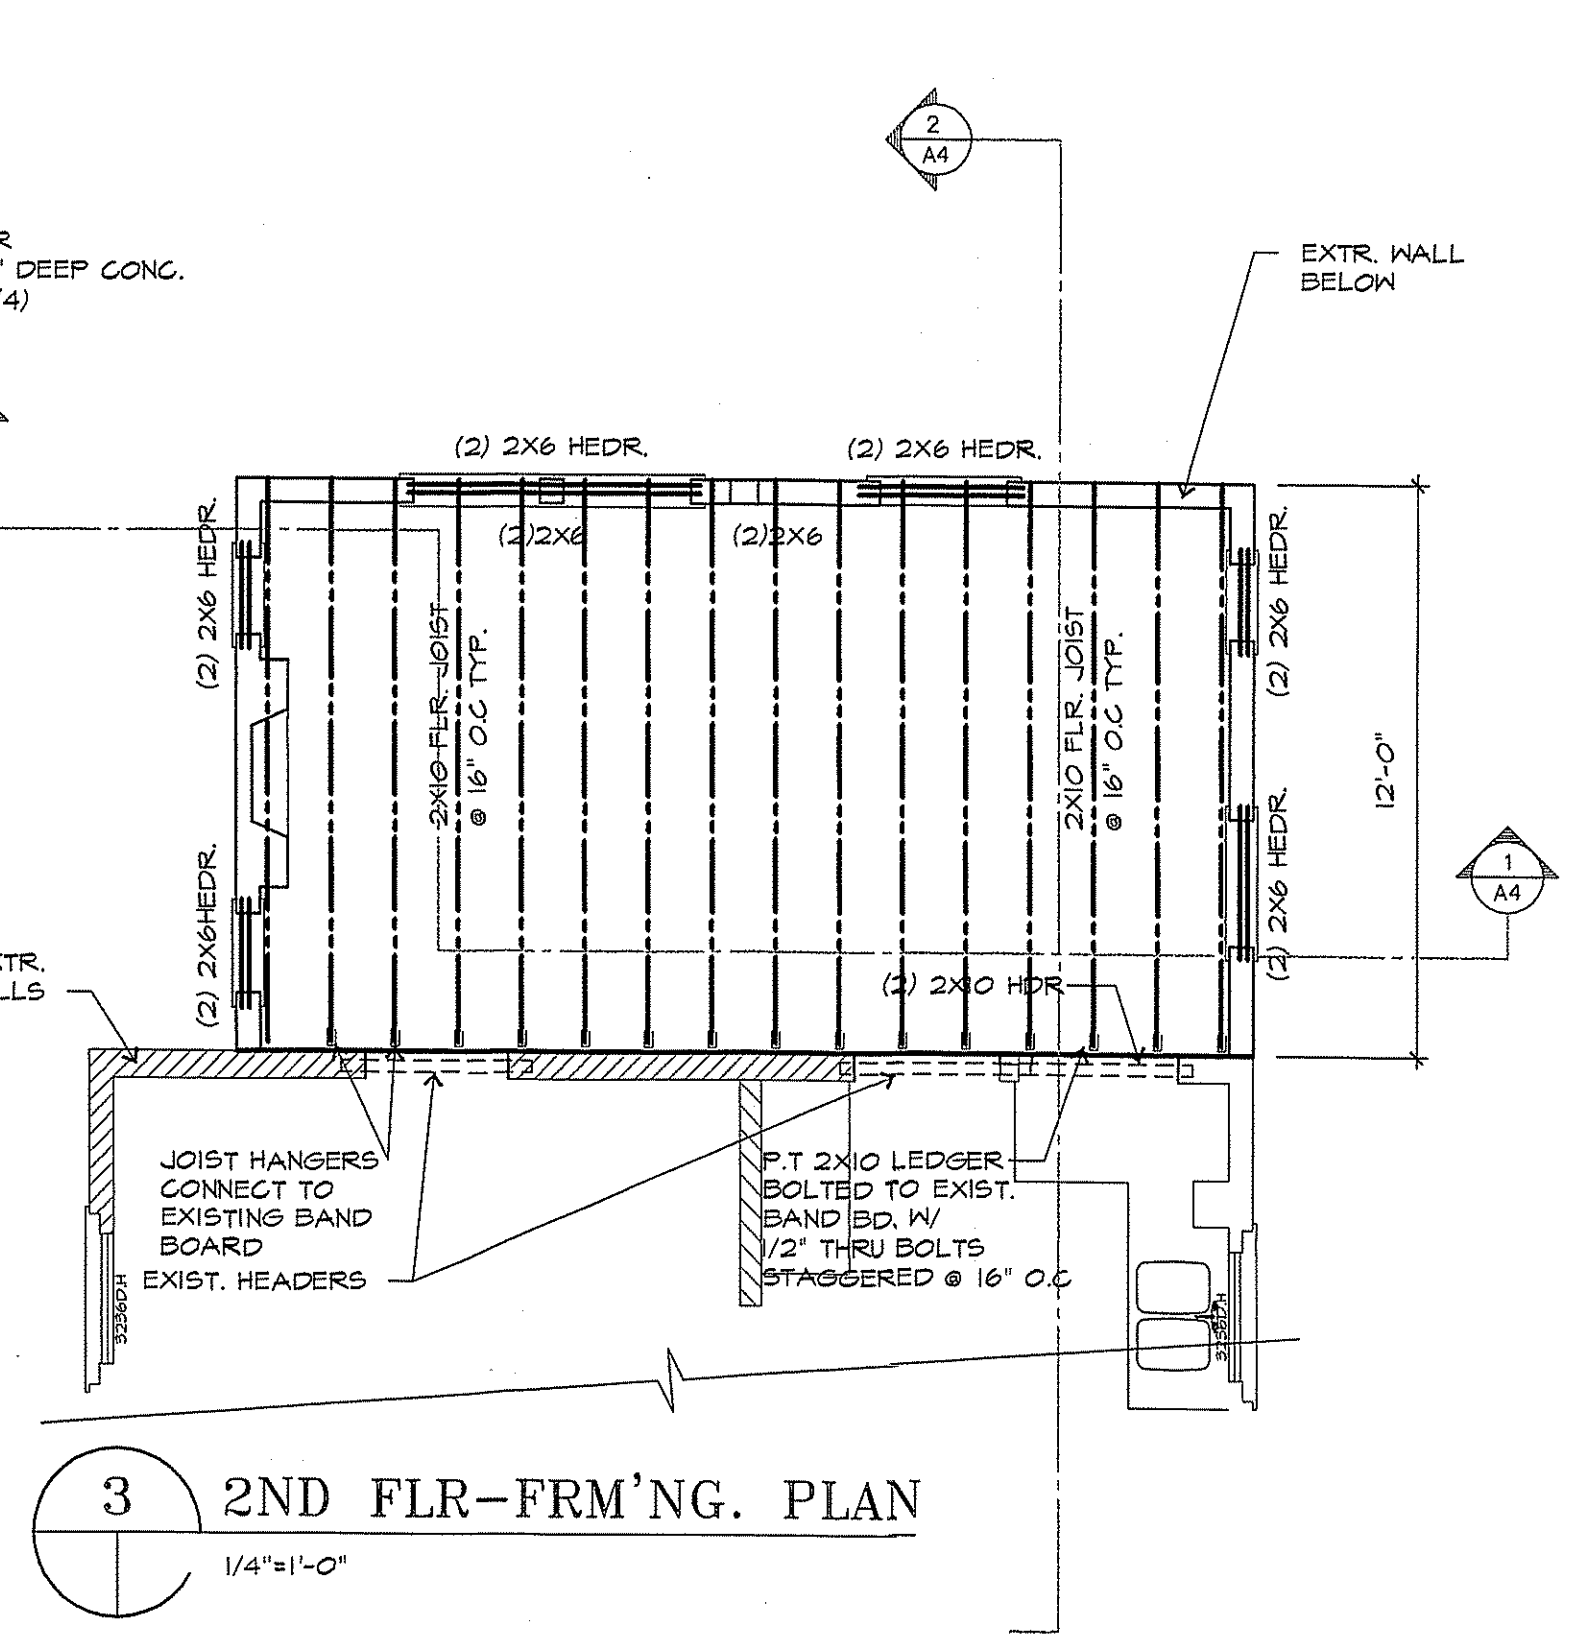 2
A4
R
" DEEP CONC.
/4)
EXTR. WALL
BELOW
(2) 2X6 HEDR.
(2) 2X6 HEDR.
(2)2X6
(2)2X6
(2) 2X6 HEDR.
(2) 2X6 HEDR.
2X10 FLR. JOIST
@ 16" O.C TYP.
2X10 FLR. JOIST
@ 16" O.C TYP.
12'-0"
1
A4
(2) 2X6HEDR.
(2) 2X6 HEDR.
TR.
LLS
(2) 2X10 HDR
JOIST HANGERS
CONNECT TO
EXISTING BAND
BOARD
EXIST. HEADERS
P.T 2X10 LEDGER
BOLTED TO EXIST.
BAND BD. W/
1/2" THRU BOLTS
STAGGERED @ 16" O.C
3236D.H
3236D.H
3
2ND FLR-FRM'NG. PLAN
1/4"=1'-0"